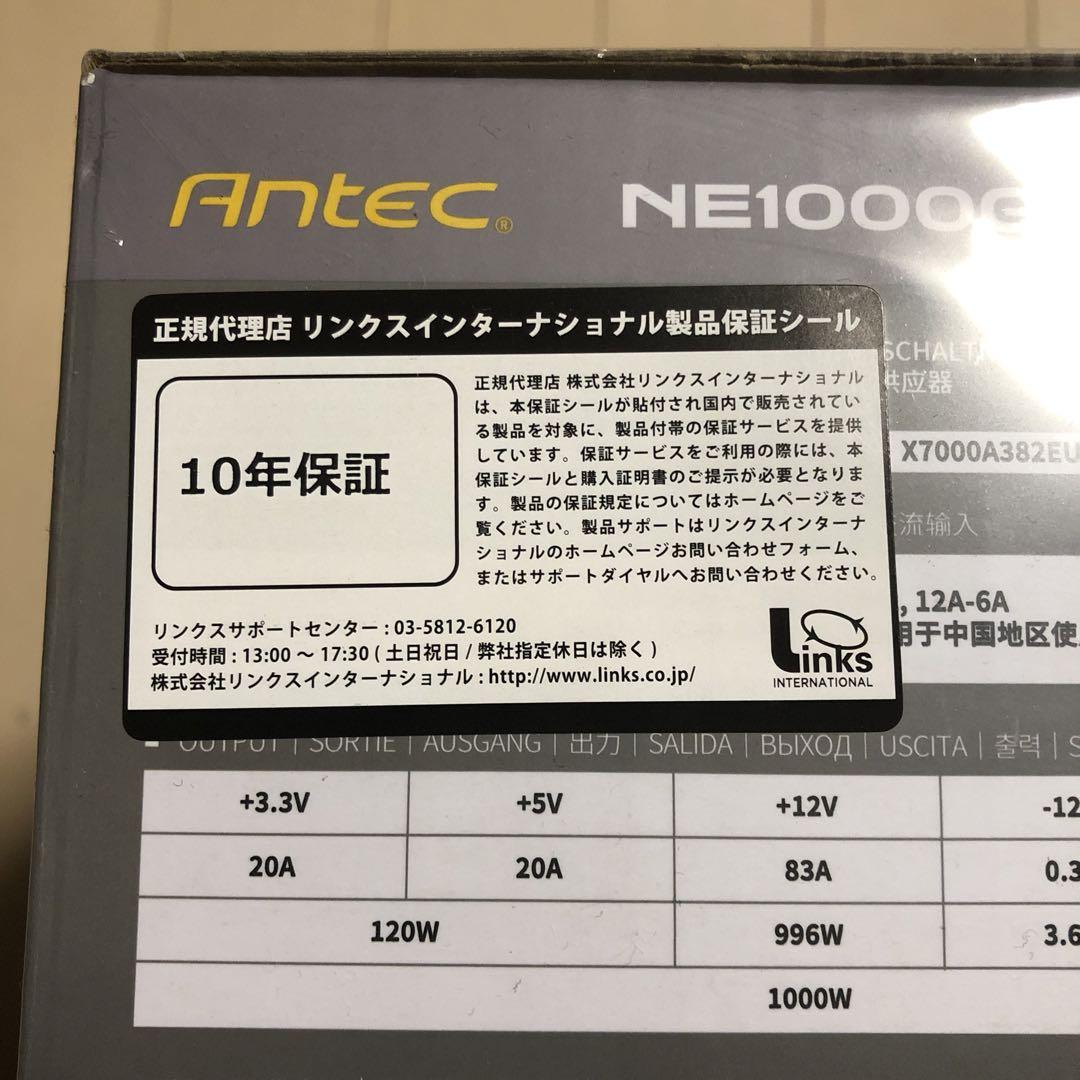 Antec®
NE1000G
正規代理店 リンクスインターナショナル製品保証シール
10年保証
正規代理店 株式会社リンクスインターナショナル
は、本保証シールが貼付され国内で販売されてい
る製品を対象に、製品付帯の保証サービスを提供
しています。保証サービスをご利用の際には、本
保証シールと購入証明書のご提示が必要となりま
す。製品の保証規定についてはホームページをご
覧ください。製品サポートはリンクスインターナ
ショナルのホームページお問い合わせフォーム、
またはサポートダイヤルへお問い合わせください。
リンクスサポートセンター : 03-5812-6120
受付時間 : 13:00 ～ 17:30 ( 土日祝日 / 弊社指定休日は除く )
株式会社リンクスインターナショナル : http://www.links.co.jp/
Links
INTERNATIONAL
SCHALT
供应器
X7000A382EU
流输入
, 12A-6A
用于中国地区使
OUTPUT | SORTIE | AUSGANG | 出力 | SALIDA | ВЫХОД | USCITA | 출력 | S
+3.3V +5V +12V -12
20A 20A 83A 0.3
120W 996W 3.6
1000W